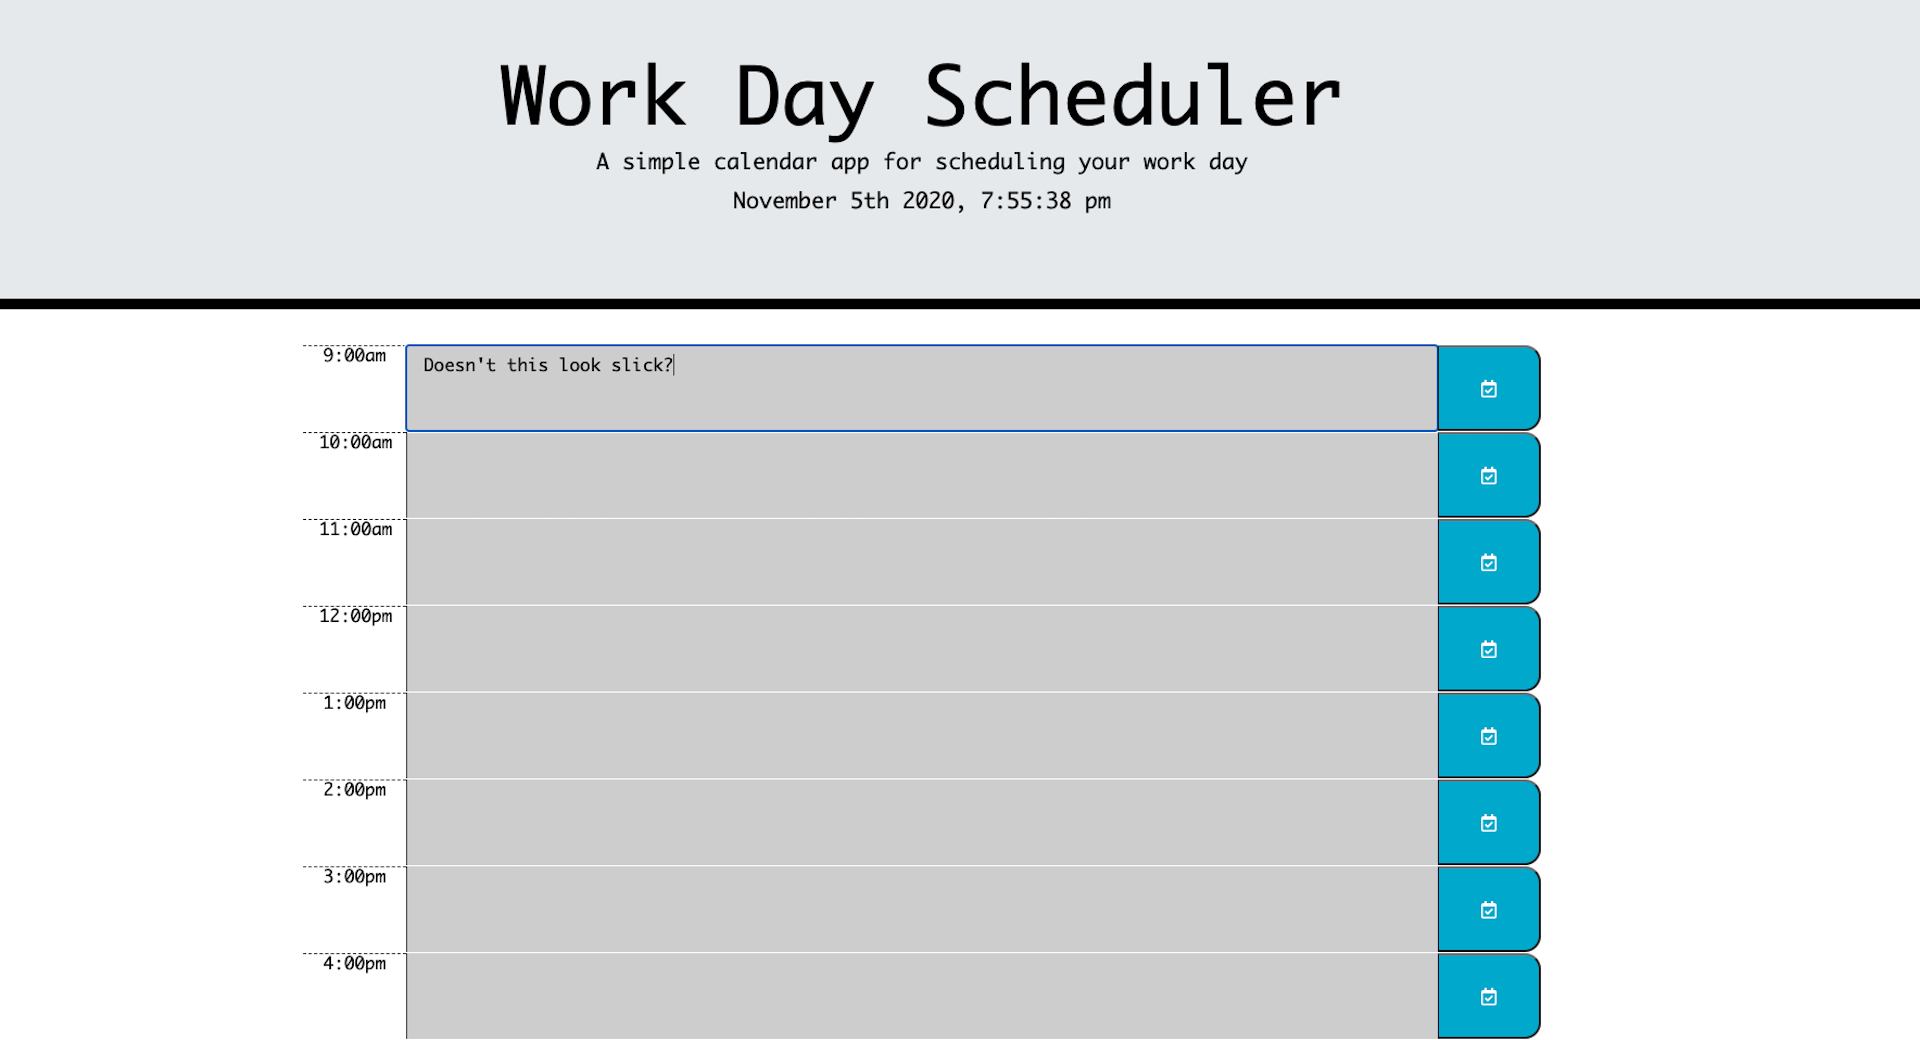 Work Day Scheduler
A simple calendar app for scheduling your work day
November 5th 2020, 7:55:38 pm
9:00am
Doesn't this look slick?
10:00am
11:00am
12:00pm
1:00pm
2:00pm
3:00pm
4:00pm